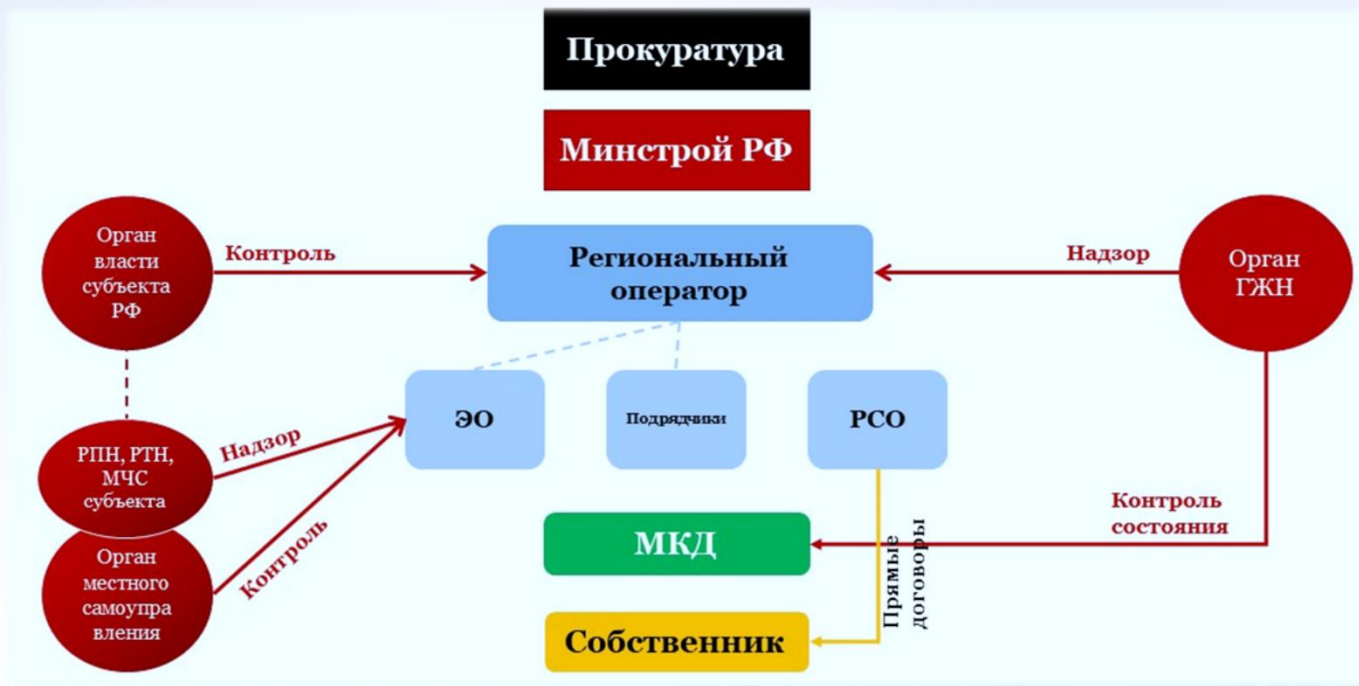 Прокуратура
Минстрой РФ
Орган
власти
субъекта
РФ
Контроль
Региональный
оператор
Надзор
Орган
ГЖН
ЭО
Подрядчики
РСО
РПН, РТН,
МЧС
субъекта
Надзор
Контроль
Орган
местного
самоупра
вления
МКД
Контроль
состояния
Прямые
договоры
Собственник